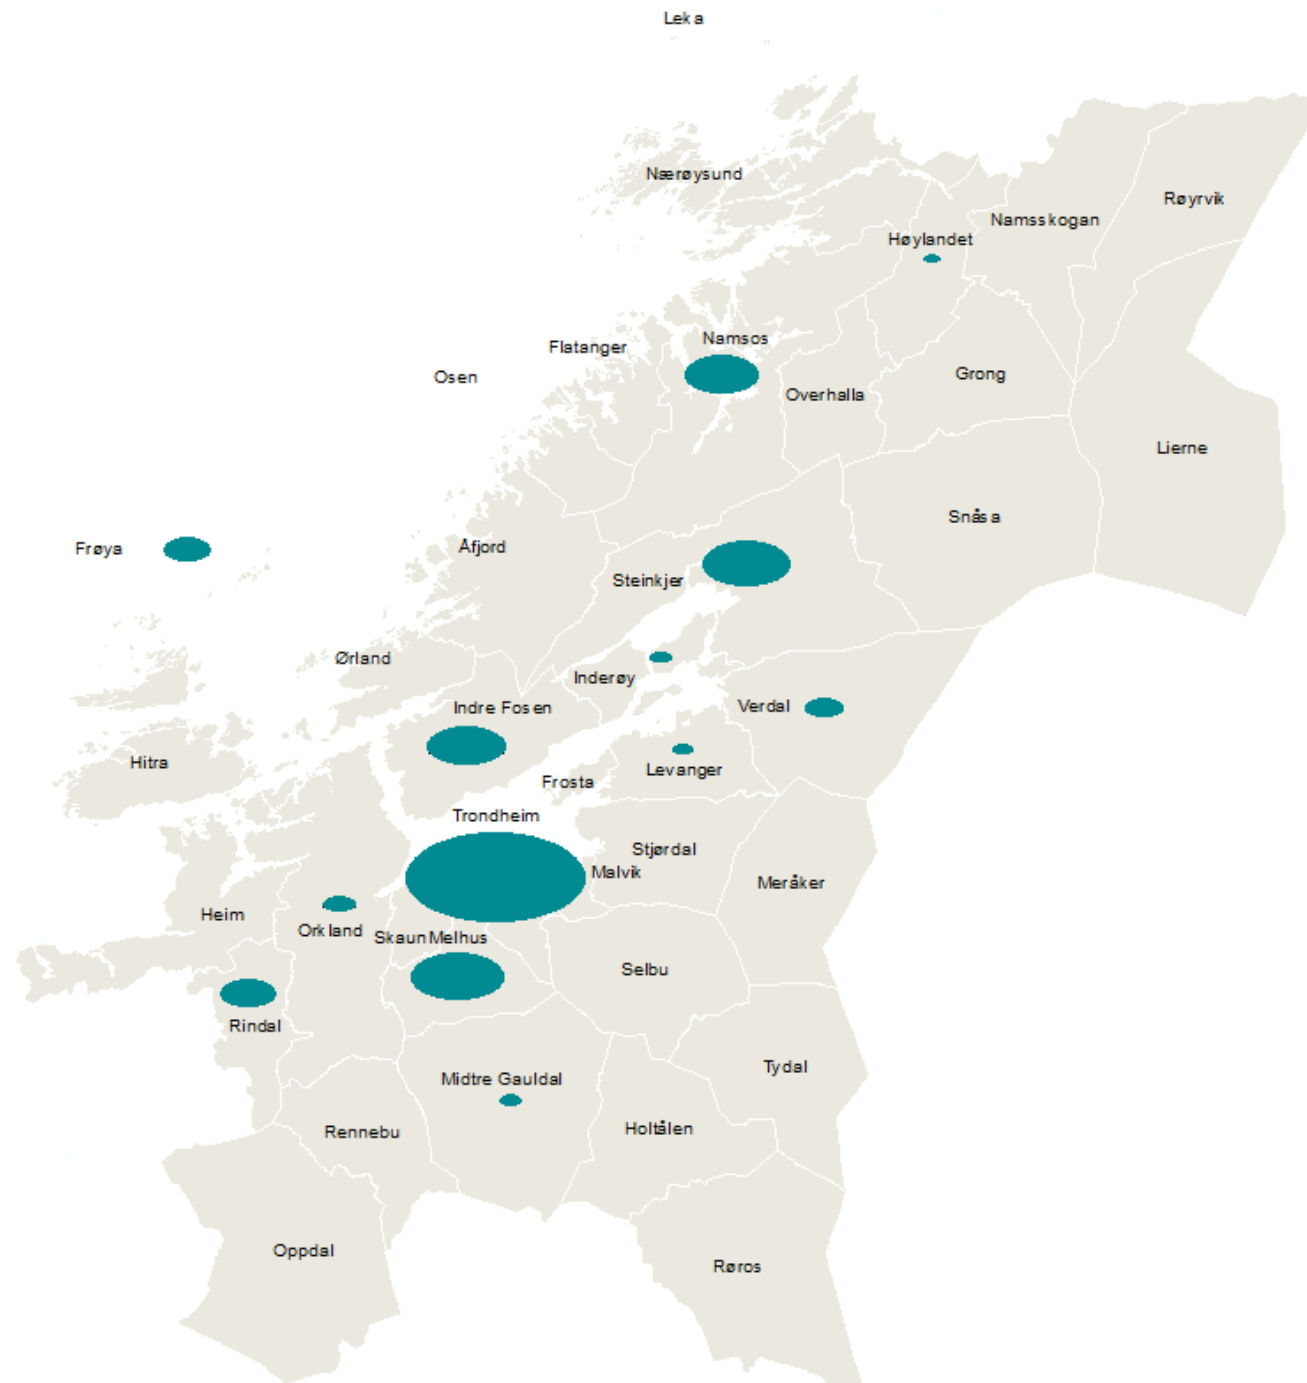 Leka
Nærøysund
Røyrvik
Namsskogan
Høylandet
Namsos
Flatanger
Osen
Grong
Overhalla
Lierne
Snåsa
Frøya
Åfjord
Steinkjer
Ørland
Inderøy
Verdal
Indre Fosen
Hitra
Levanger
Frosta
Trondheim
Stjørdal
Malvik
Meråker
Heim
Orkland
Skaun Melhus
Selbu
Rindal
Tydal
Midtre Gauldal
Holtålen
Rennebu
Oppdal
Røros